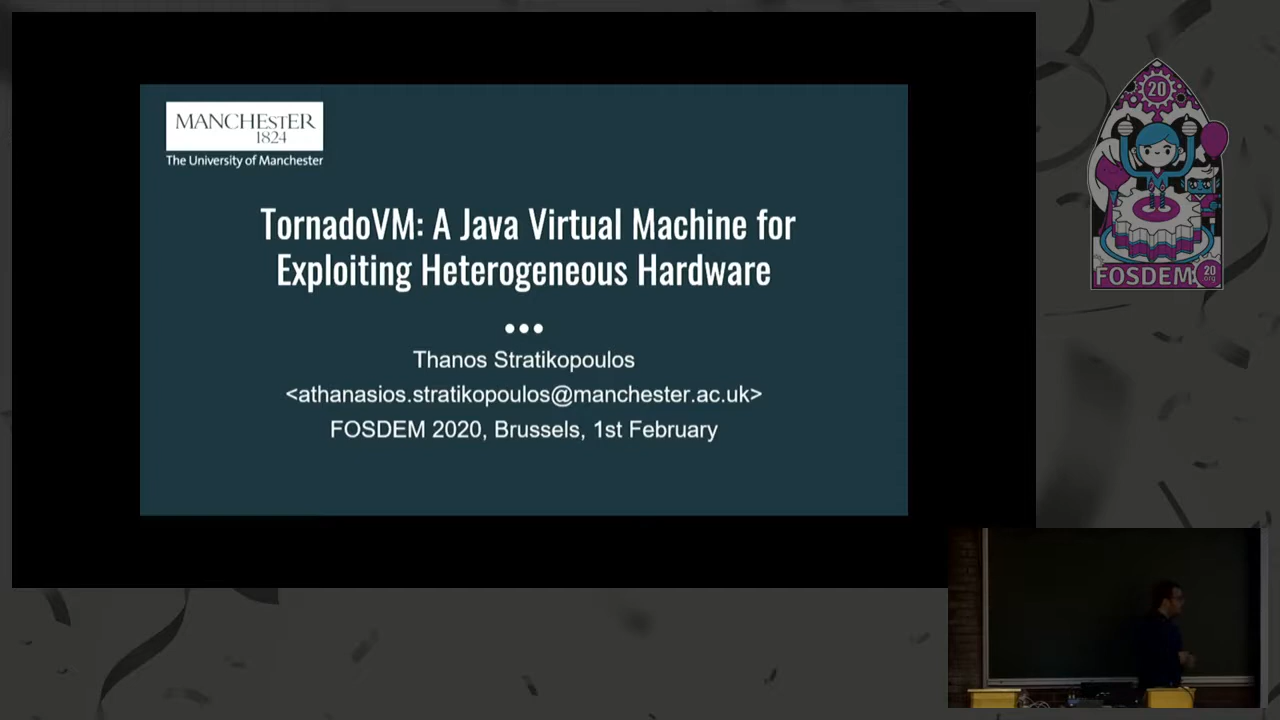 MANCHESTER
1824
The University of Manchester
TornadoVM: A Java Virtual Machine for
Exploiting Heterogeneous Hardware
Thanos Stratikopoulos
<athanasios.stratikopoulos@manchester.ac.uk>
FOSDEM 2020, Brussels, 1st February
20
FOSDEM
20
.org